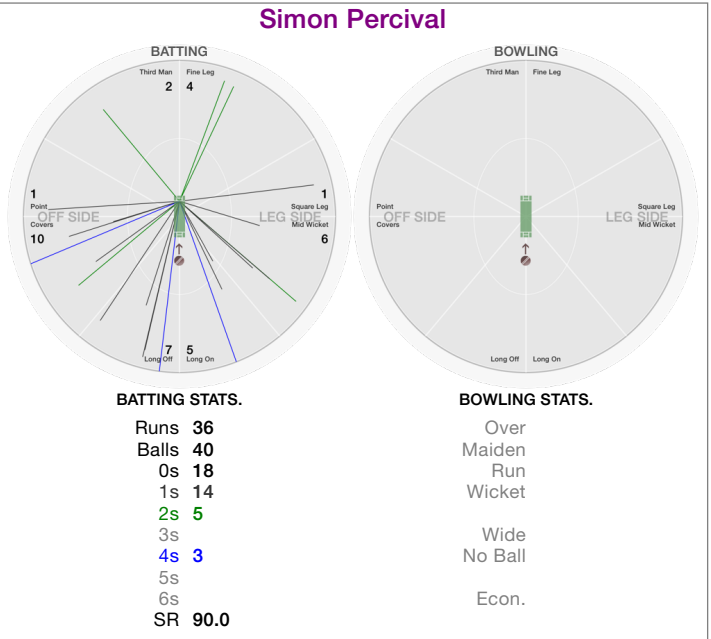 Simon Percival
BATTING
Third Man Fine Leg
2 4
1 1
Point Square Leg
OFF SIDE LEG SIDE
Covers Mid Wicket
10 6
7 5
Long Off Long On
BOWLING
Third Man Fine Leg
Point Square Leg
OFF SIDE LEG SIDE
Covers Mid Wicket
Long Off Long On
BATTING STATS.
Runs 36
Balls 40
0s 18
1s 14
2s 5
3s
4s 3
5s
6s
SR 90.0
BOWLING STATS.
Over
Maiden
Run
Wicket
Wide
No Ball
Econ.